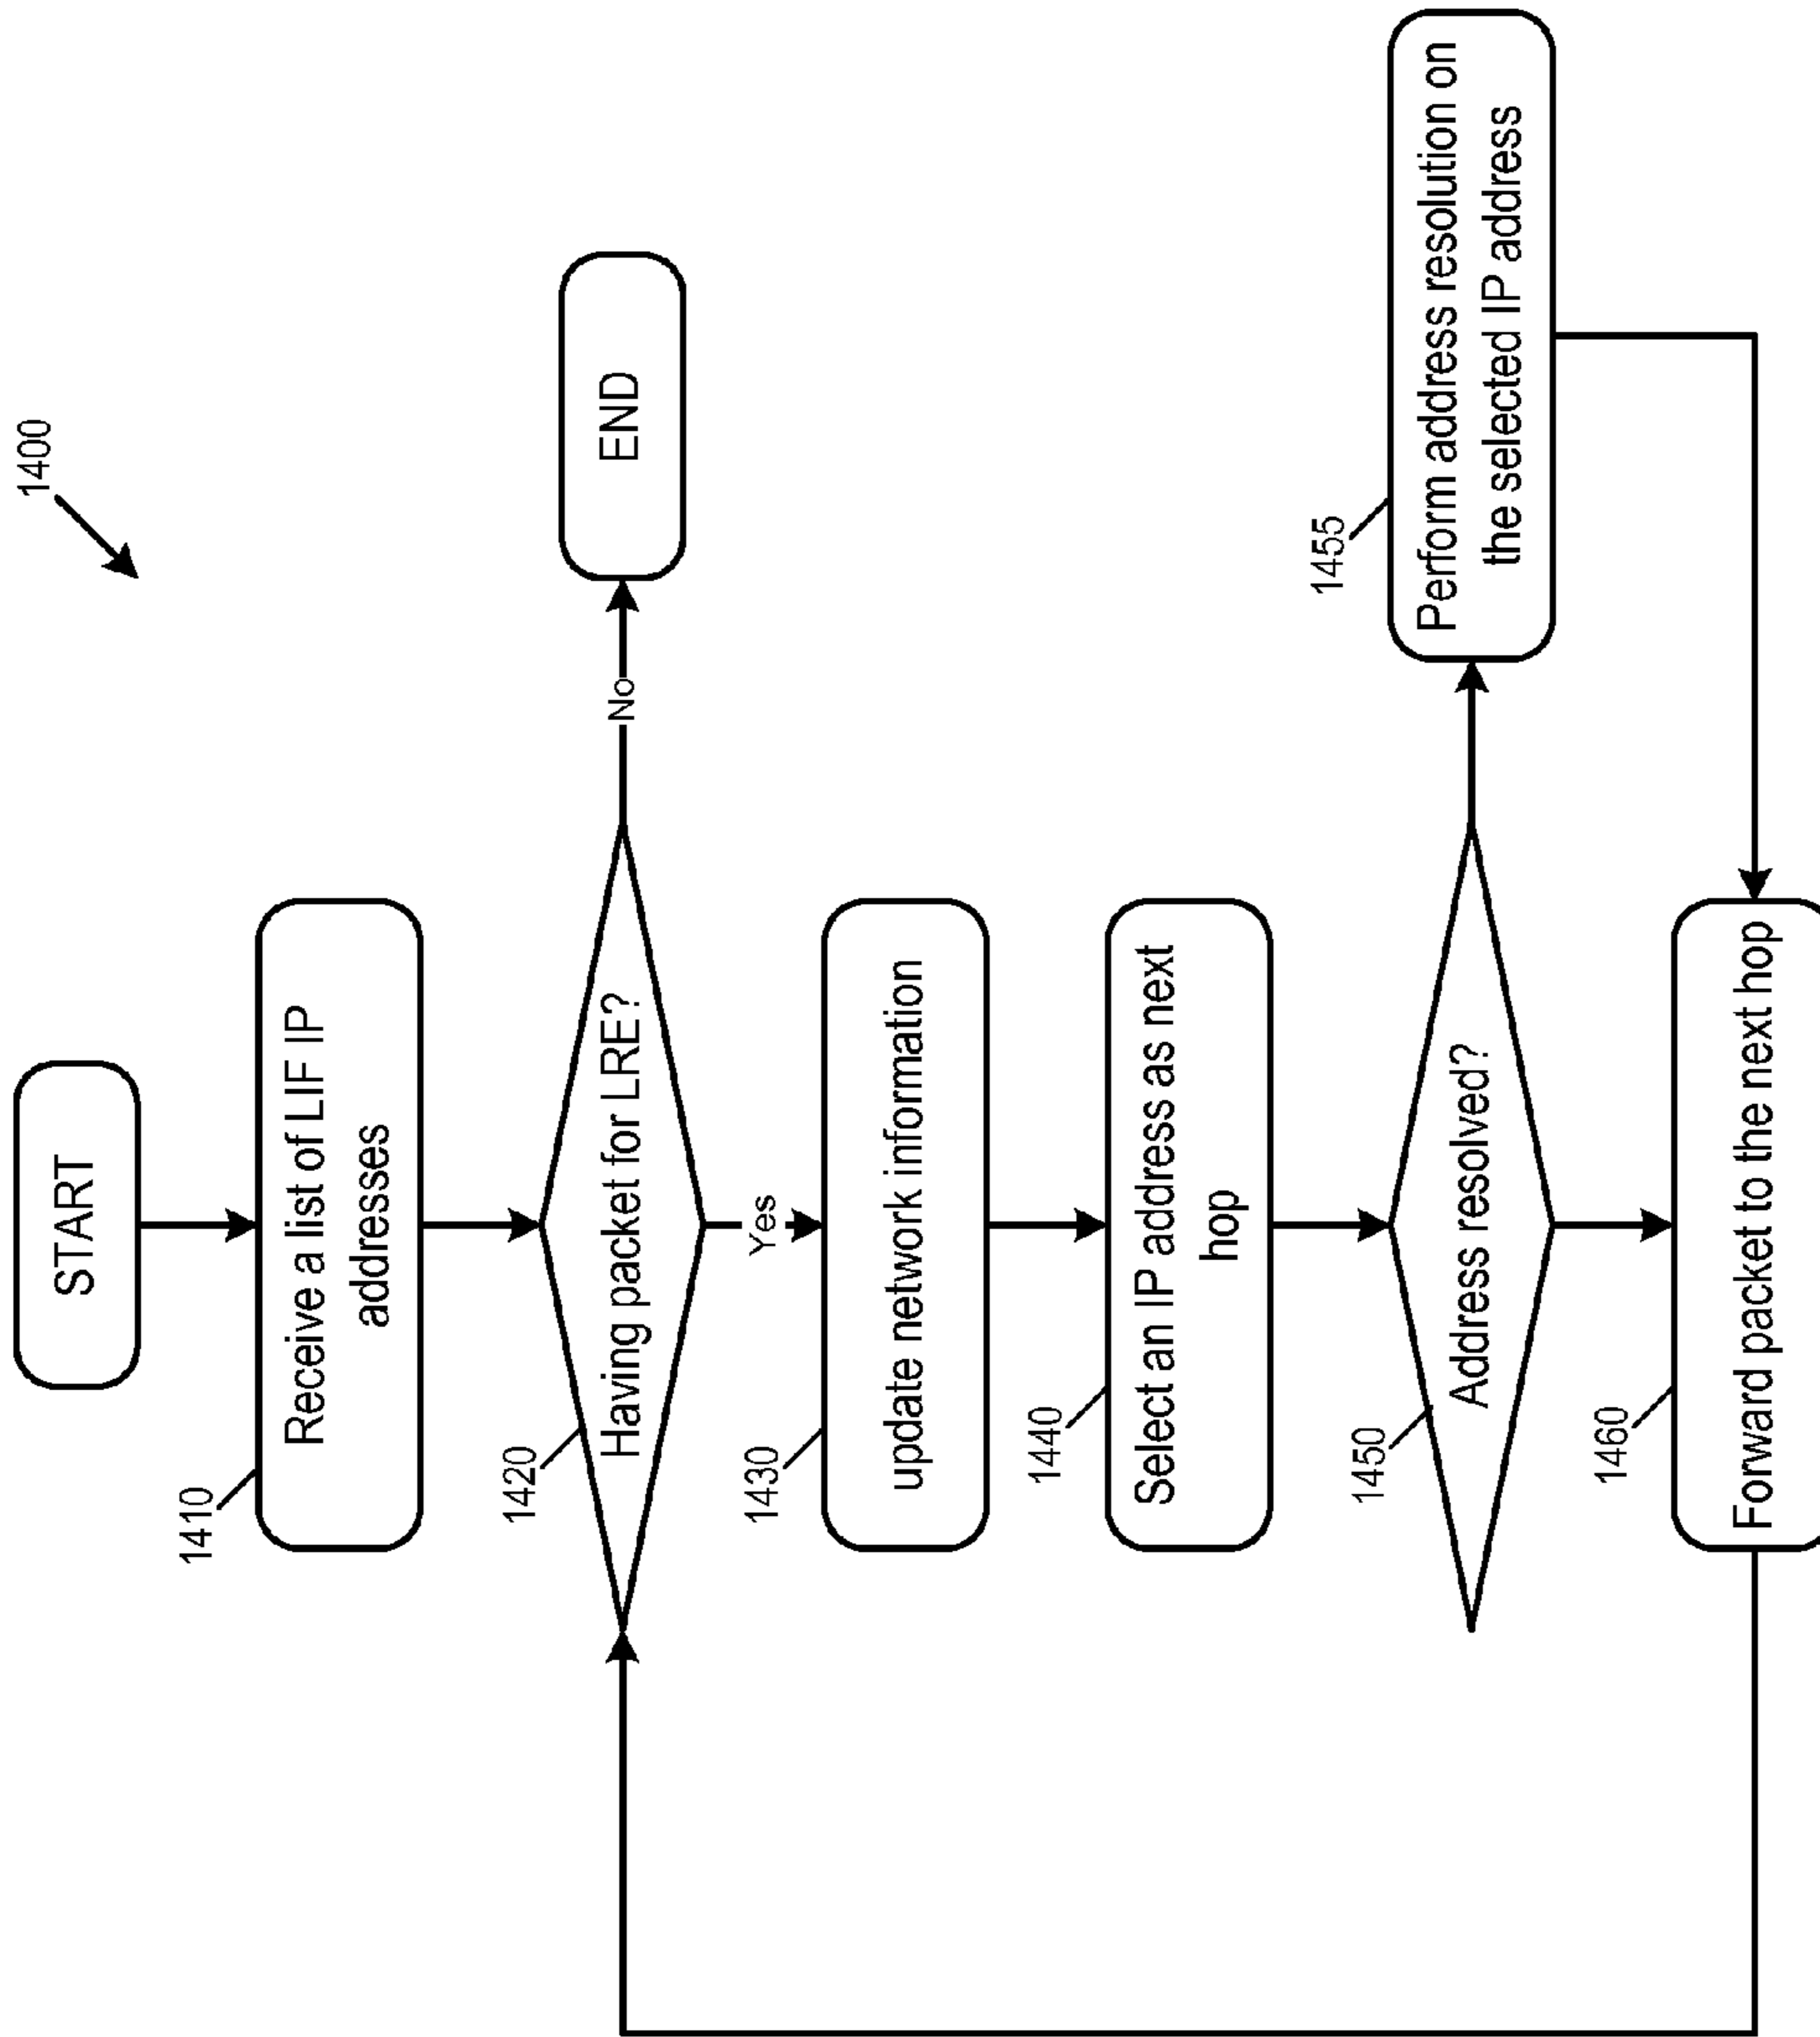 1400
START
1410
Receive a list of LIF IP
addresses
1420
Having packet for LRE?
No
END
Yes
1430
update network information
1440
Select an IP address as next
hop
1450
Address resolved?
1455
Perform address resolution on
the selected IP address
1460
Forward packet to the next hop